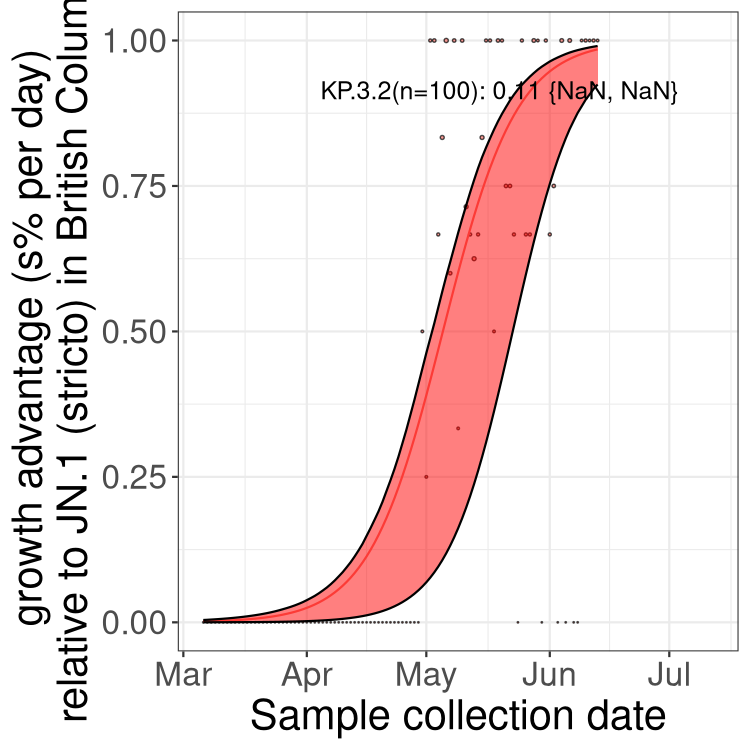 growth advantage (s% per day)
relative to JN.1 (stricto) in British Colum
1.00
0.75
0.50
0.25
0.00
KP.3.2(n=100): 0.11 {NaN, NaN}
Mar Apr May Jun Jul
Sample collection date